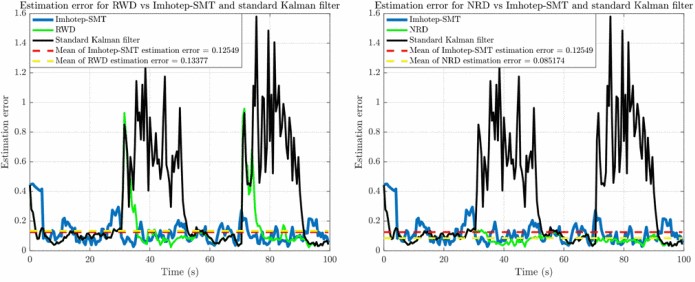 Estimation error for RWD vs Imhotep-SMT and standard Kalman filter
1.6
1.4
1.2
1
0.8
0.6
0.4
0.2
0
Estimation error
Imhotep-SMT
RWD
Standard Kalman filter
Mean of Imhotep-SMT estimation error = 0.12549
Mean of RWD estimation error = 0.13377
0
20
40
60
80
100
Time (s)
Estimation error for NRD vs Imhotep-SMT and standard Kalman filter
1.6
1.4
1.2
1
0.8
0.6
0.4
0.2
0
Estimation error
Imhotep-SMT
NRD
Standard Kalman filter
Mean of Imhotep-SMT estimation error = 0.12549
Mean of NRD estimation error = 0.085174
0
20
40
60
80
100
Time (s)